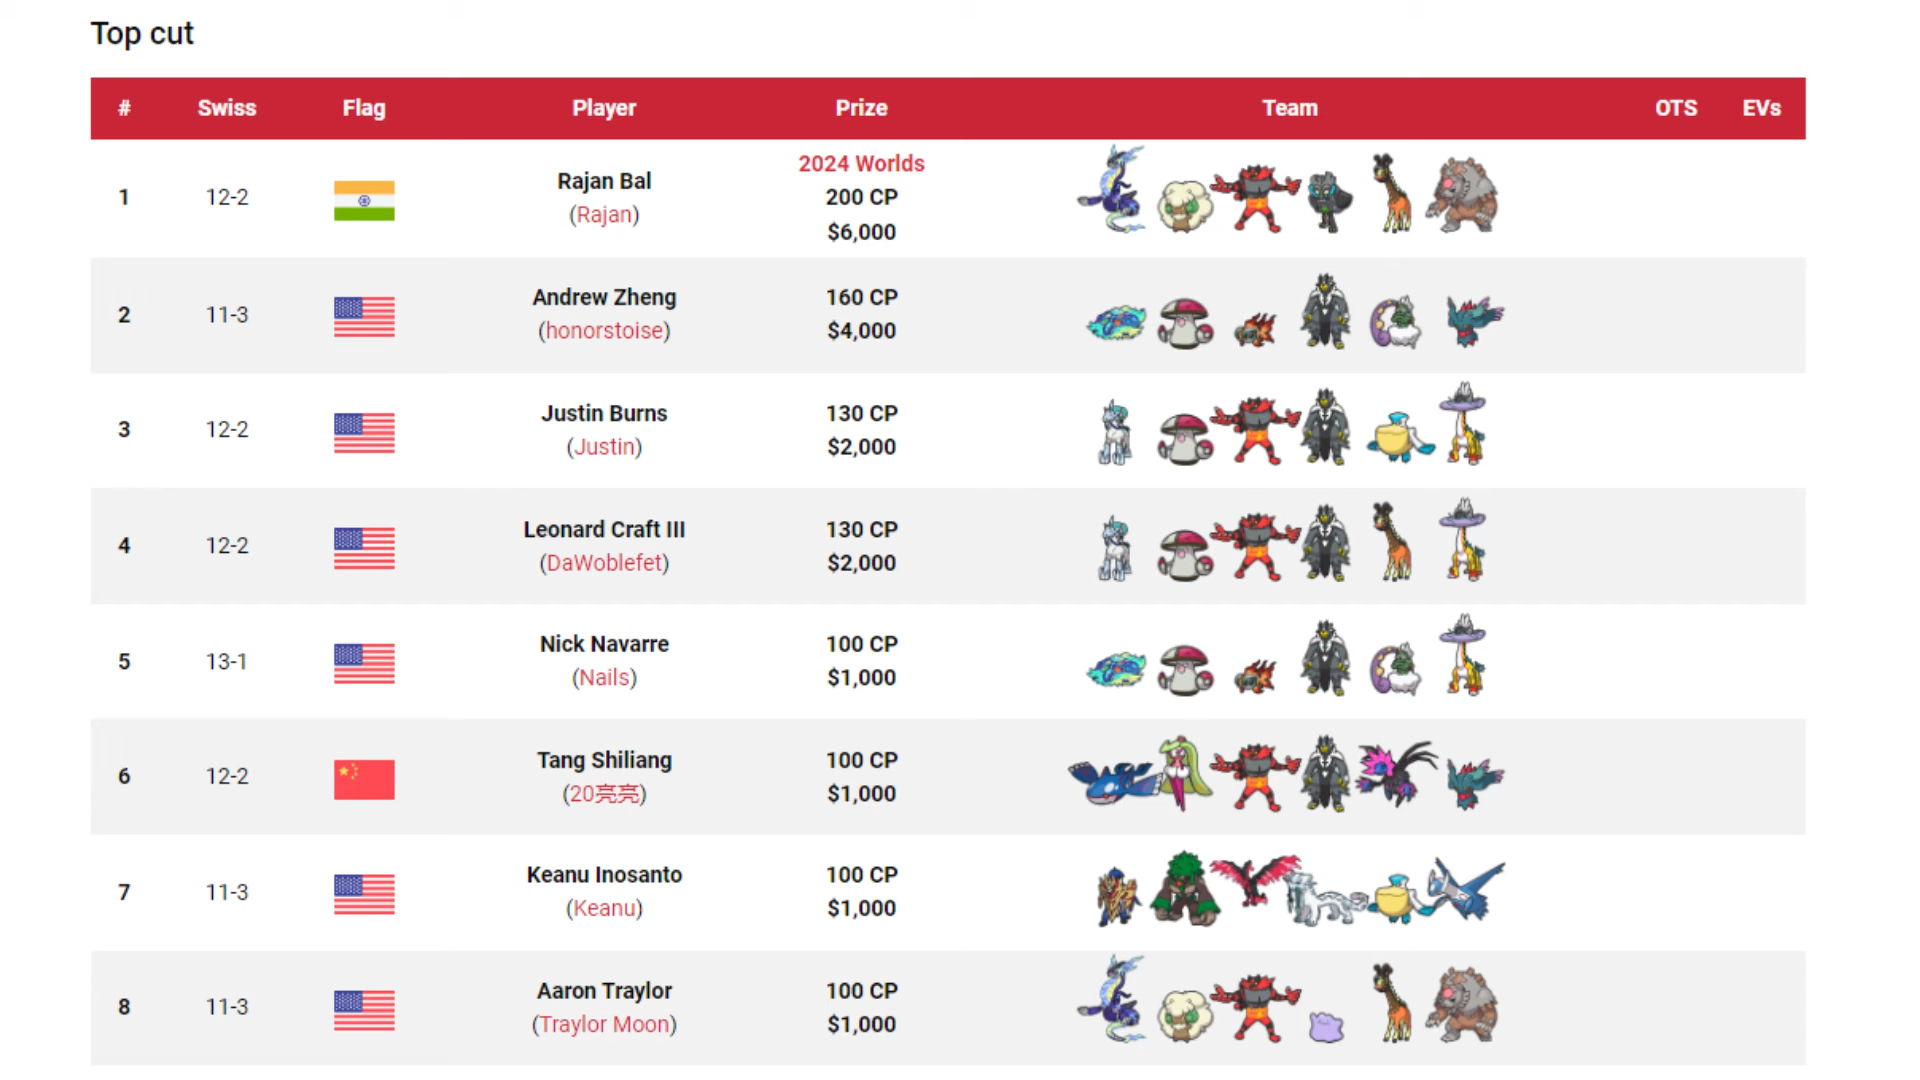 Top cut
# Swiss Flag Player Prize Team OTS EVs
1 12-2 Rajan Bal (Rajan) 2024 Worlds 200 CP $6,000
2 11-3 Andrew Zheng (honorstoise) 160 CP $4,000
3 12-2 Justin Burns (Justin) 130 CP $2,000
4 12-2 Leonard Craft III (DaWoblefet) 130 CP $2,000
5 13-1 Nick Navarre (Nails) 100 CP $1,000
6 12-2 Tang Shiliang (20亮亮) 100 CP $1,000
7 11-3 Keanu Inosanto (Keanu) 100 CP $1,000
8 11-3 Aaron Traylor (Traylor Moon) 100 CP $1,000